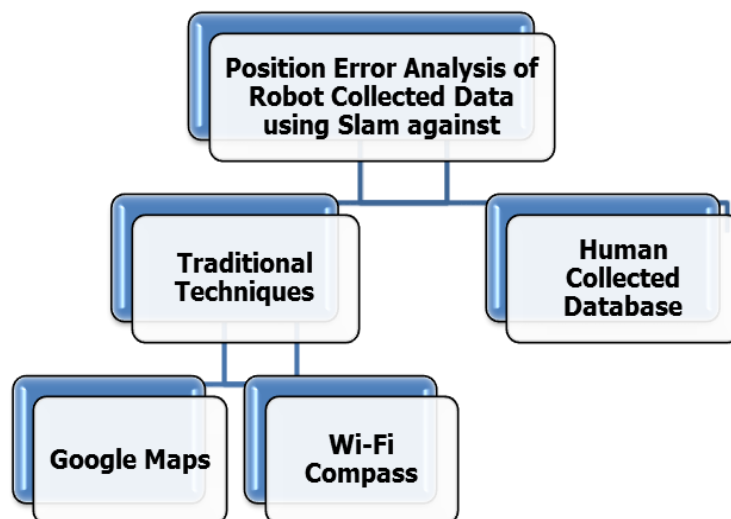 Position Error Analysis of
Robot Collected Data
using Slam against
Traditional
Techniques
Human
Collected
Database
Google Maps
Wi-Fi
Compass